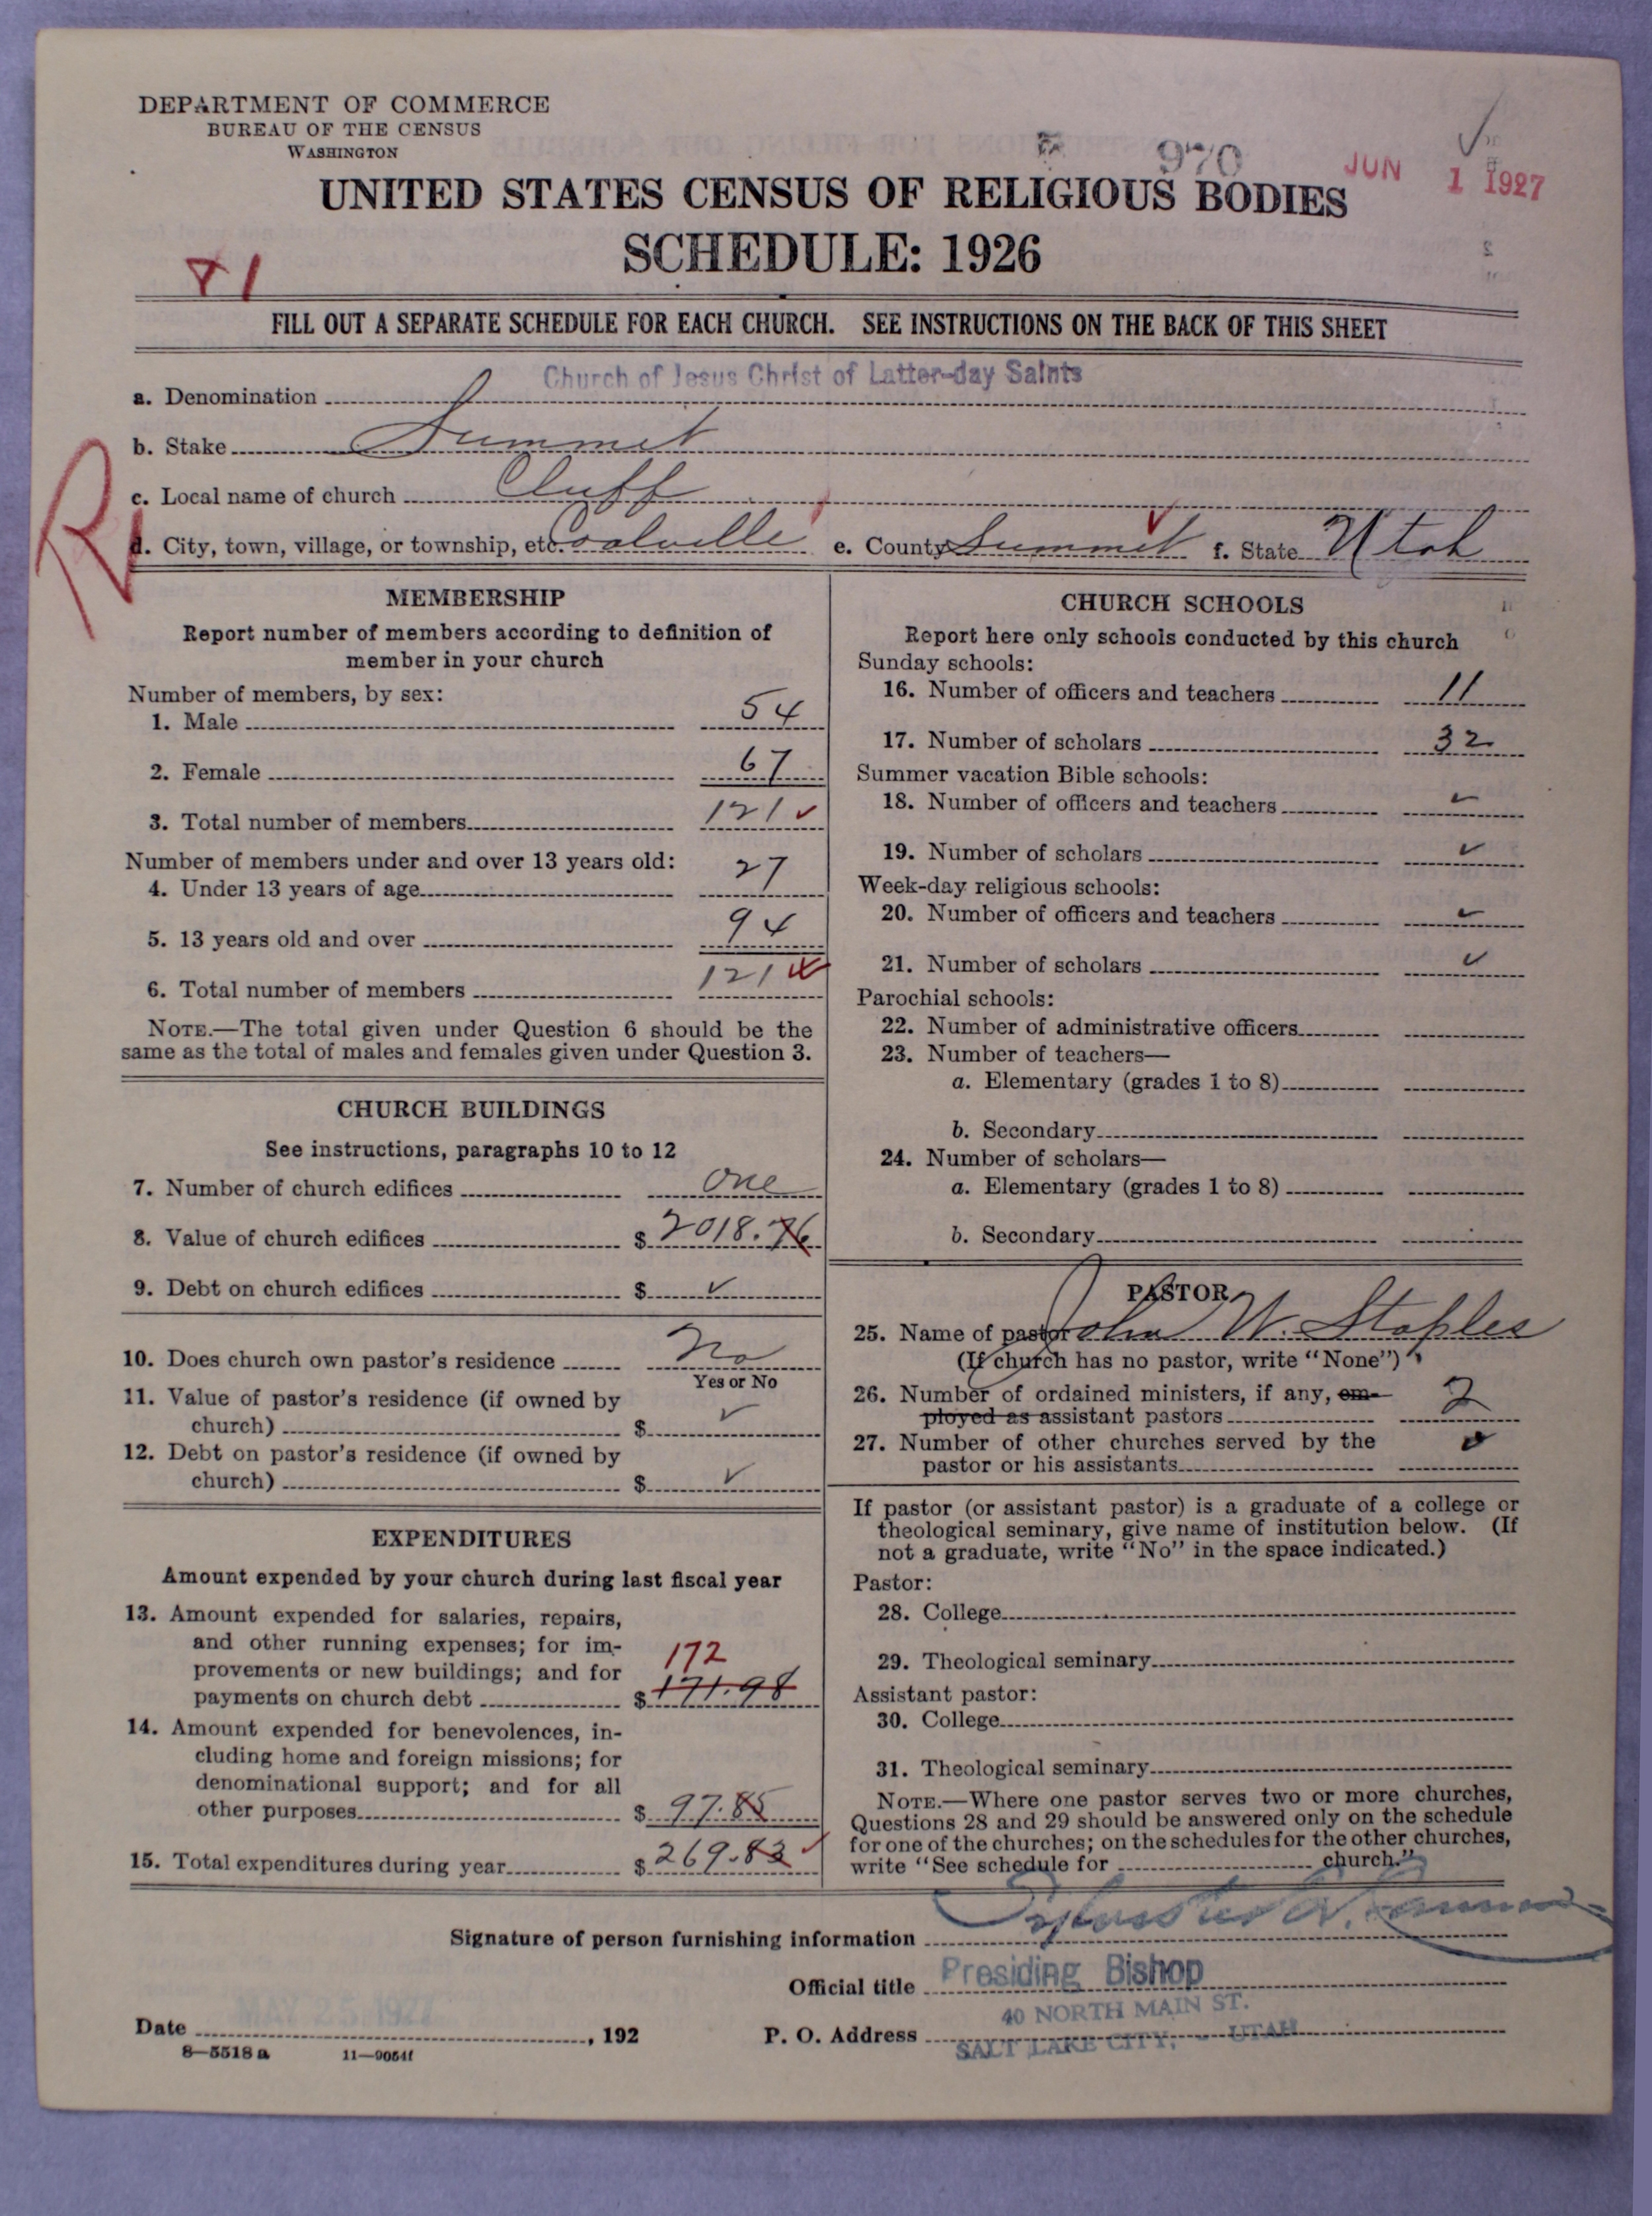 DEPARTMENT OF COMMERCE
BUREAU OF THE CENSUS
WASHINGTON
970
JUN 1 1927
UNITED STATES CENSUS OF RELIGIOUS BODIES
SCHEDULE: 1926
FILL OUT A SEPARATE SCHEDULE FOR EACH CHURCH. SEE INSTRUCTIONS ON THE BACK OF THIS SHEET
a. Denomination Church of Jesus Christ of Latter-day Saints
b. Stake Summit
c. Local name of church Cluff
R
d. City, town, village, or township, etc. Coalville e. County Summit f. State Utah
MEMBERSHIP
Report number of members according to definition of
member in your church
Number of members, by sex:
1. Male 54
2. Female 67
3. Total number of members 121
Number of members under and over 13 years old:
4. Under 13 years of age 27
5. 13 years old and over 94
6. Total number of members 121
NOTE.—The total given under Question 6 should be the
same as the total of males and females given under Question 3.
CHURCH BUILDINGS
See instructions, paragraphs 10 to 12
7. Number of church edifices one
8. Value of church edifices $ 2018.76
9. Debt on church edifices $ ✓
10. Does church own pastor's residence No
Yes or No
11. Value of pastor's residence (if owned by
church) $ ✓
12. Debt on pastor's residence (if owned by
church) $ ✓
EXPENDITURES
Amount expended by your church during last fiscal year
13. Amount expended for salaries, repairs,
and other running expenses; for im-
provements or new buildings; and for 172
payments on church debt $ 171.98
14. Amount expended for benevolences, in-
cluding home and foreign missions; for
denominational support; and for all
other purposes $ 97.85
15. Total expenditures during year $ 269.83
CHURCH SCHOOLS
Report here only schools conducted by this church
Sunday schools:
16. Number of officers and teachers 11
17. Number of scholars 32
Summer vacation Bible schools:
18. Number of officers and teachers ✓
19. Number of scholars ✓
Week-day religious schools:
20. Number of officers and teachers ✓
21. Number of scholars ✓
Parochial schools:
22. Number of administrative officers
23. Number of teachers—
a. Elementary (grades 1 to 8)
b. Secondary
24. Number of scholars—
a. Elementary (grades 1 to 8)
b. Secondary
PASTOR
25. Name of pastor John W. Staples
(If church has no pastor, write "None")
26. Number of ordained ministers, if any, em-
ployed as assistant pastors 2
27. Number of other churches served by the
pastor or his assistants
If pastor (or assistant pastor) is a graduate of a college or
theological seminary, give name of institution below. (If
not a graduate, write "No" in the space indicated.)
Pastor:
28. College
29. Theological seminary
Assistant pastor:
30. College
31. Theological seminary
NOTE.—Where one pastor serves two or more churches,
Questions 28 and 29 should be answered only on the schedule
for one of the churches; on the schedules for the other churches,
write "See schedule for church."
Signature of person furnishing information Sylvester Q. Cannon
Official title Presiding Bishop
MAY 25 1927
Date , 192
P. O. Address 40 NORTH MAIN ST.
SALT LAKE CITY, - UTAH
8—5518 a 11—9054f